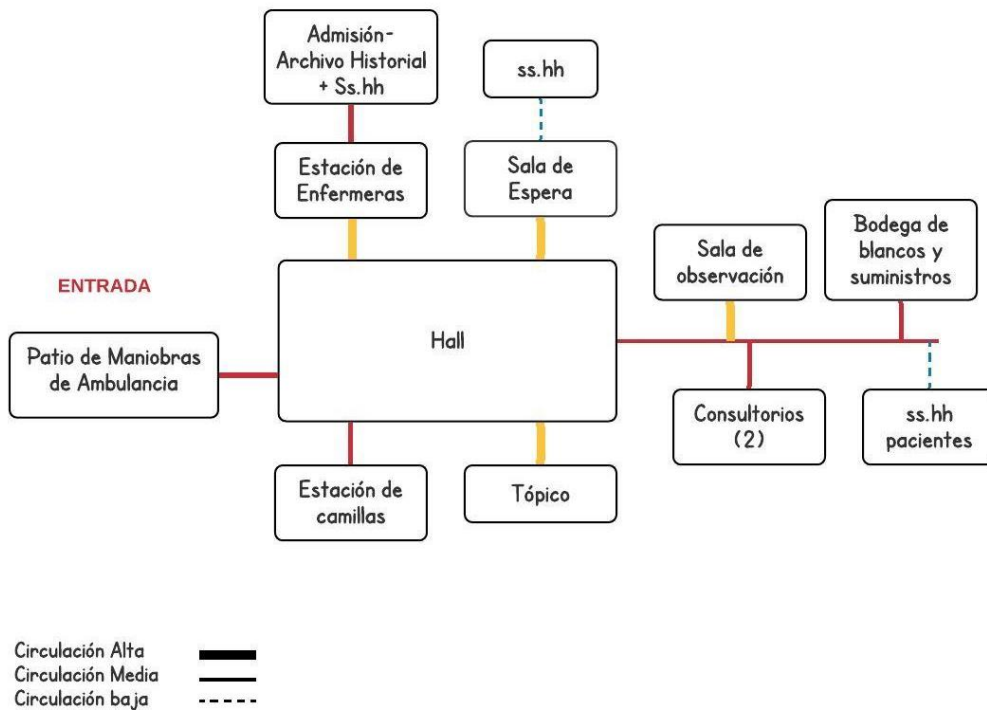 Admisión-
Archivo Historial
+ Ss.hh
ss.hh
Estación de
Enfermeras
Sala de
Espera
Sala de
observación
Bodega de
blancos y
suministros
ENTRADA
Patio de Maniobras
de Ambulancia
Hall
Consultorios
(2)
ss.hh
pacientes
Estación de
camillas
Tópico
Circulación Alta
Circulación Media
Circulación baja